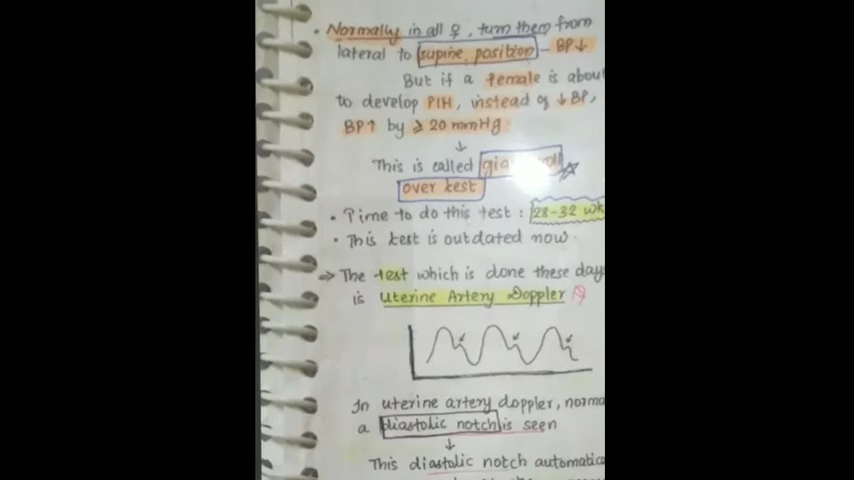 • Normally in all ♀, turn them from
lateral to supine position - BP↓
But if a female is about
to develop PIH, instead of ↓BP,
BP↑ by ≥ 20 mmHg
↓
This is called
over test
• Time to do this test : 28-32 wk
• This test is outdated now.
⇒ The test which is done these days
is Uterine Artery Doppler
In uterine artery doppler,
a diastolic notch is seen
↓
This diastolic notch